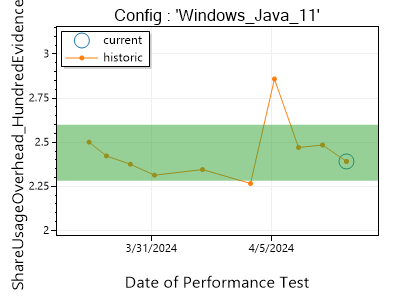 Config : 'Windows_Java_11'
current
historic
ShareUsageOverhead_HundredEvidence
3
2.75
2.5
2.25
2
3/31/2024
4/5/2024
Date of Performance Test